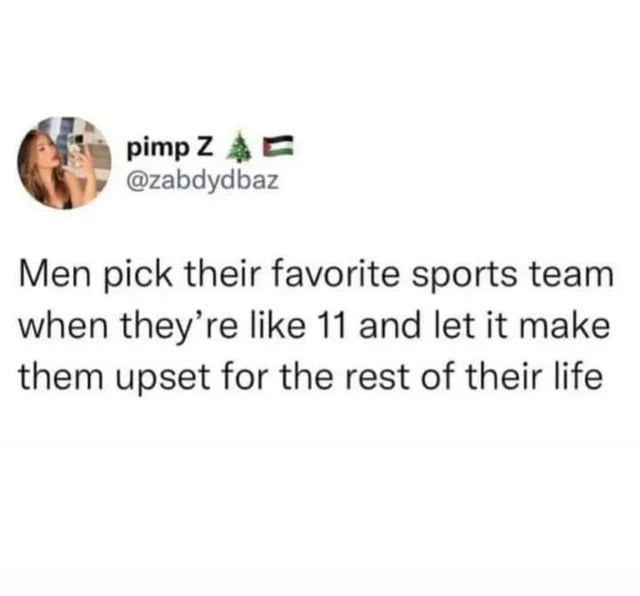 pimp Z 🎄 🇵🇸
@zabdydbaz
Men pick their favorite sports team
when they’re like 11 and let it make
them upset for the rest of their life